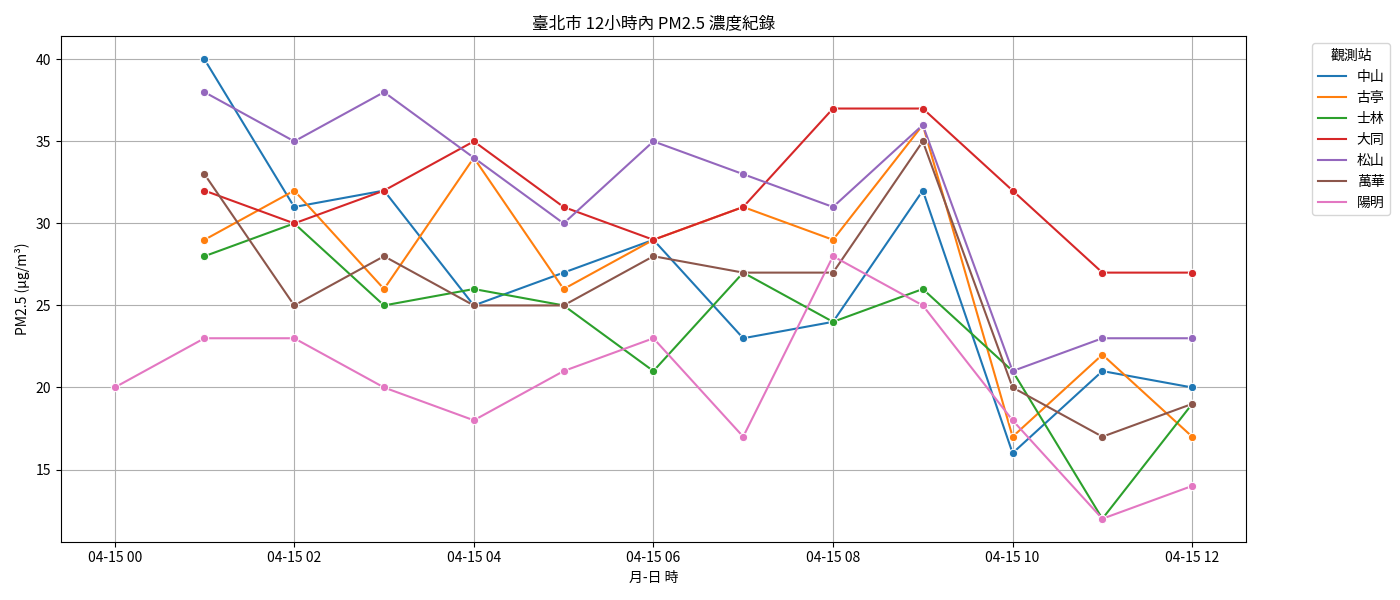 臺北市 12小時內 PM2.5 濃度紀錄
PM2.5 (μg/m³)
40
35
30
25
20
15
04-15 00
04-15 02
04-15 04
04-15 06
04-15 08
04-15 10
04-15 12
月-日 時
觀測站
中山
古亭
士林
大同
松山
萬華
陽明